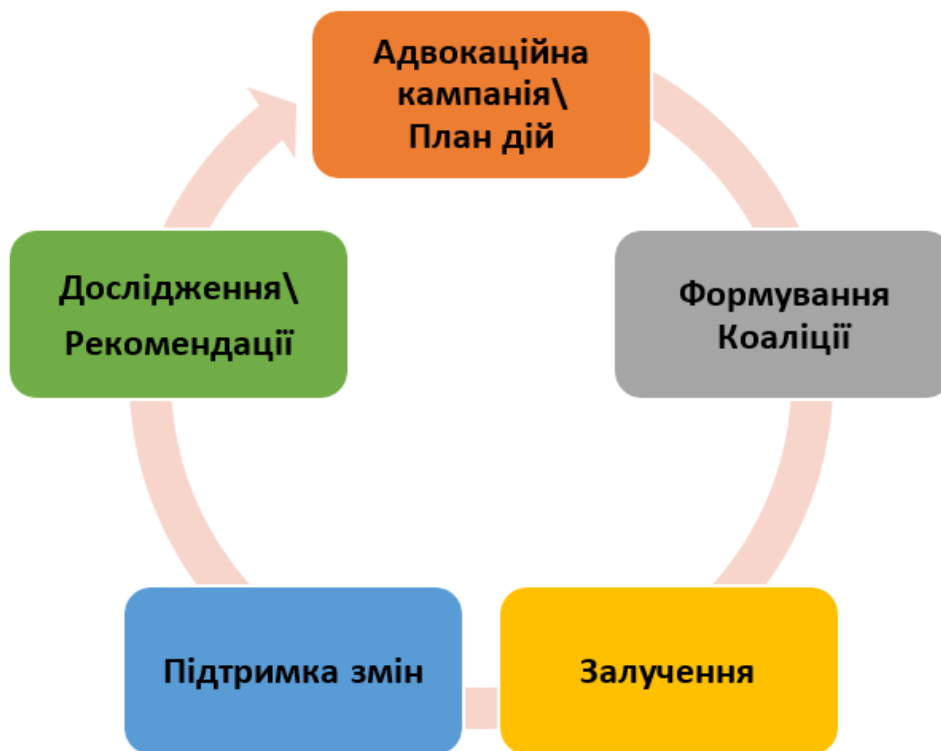 Адвокаційна
кампанія\
План дій
Формування
Коаліції
Залучення
Підтримка змін
Дослідження\
Рекомендації